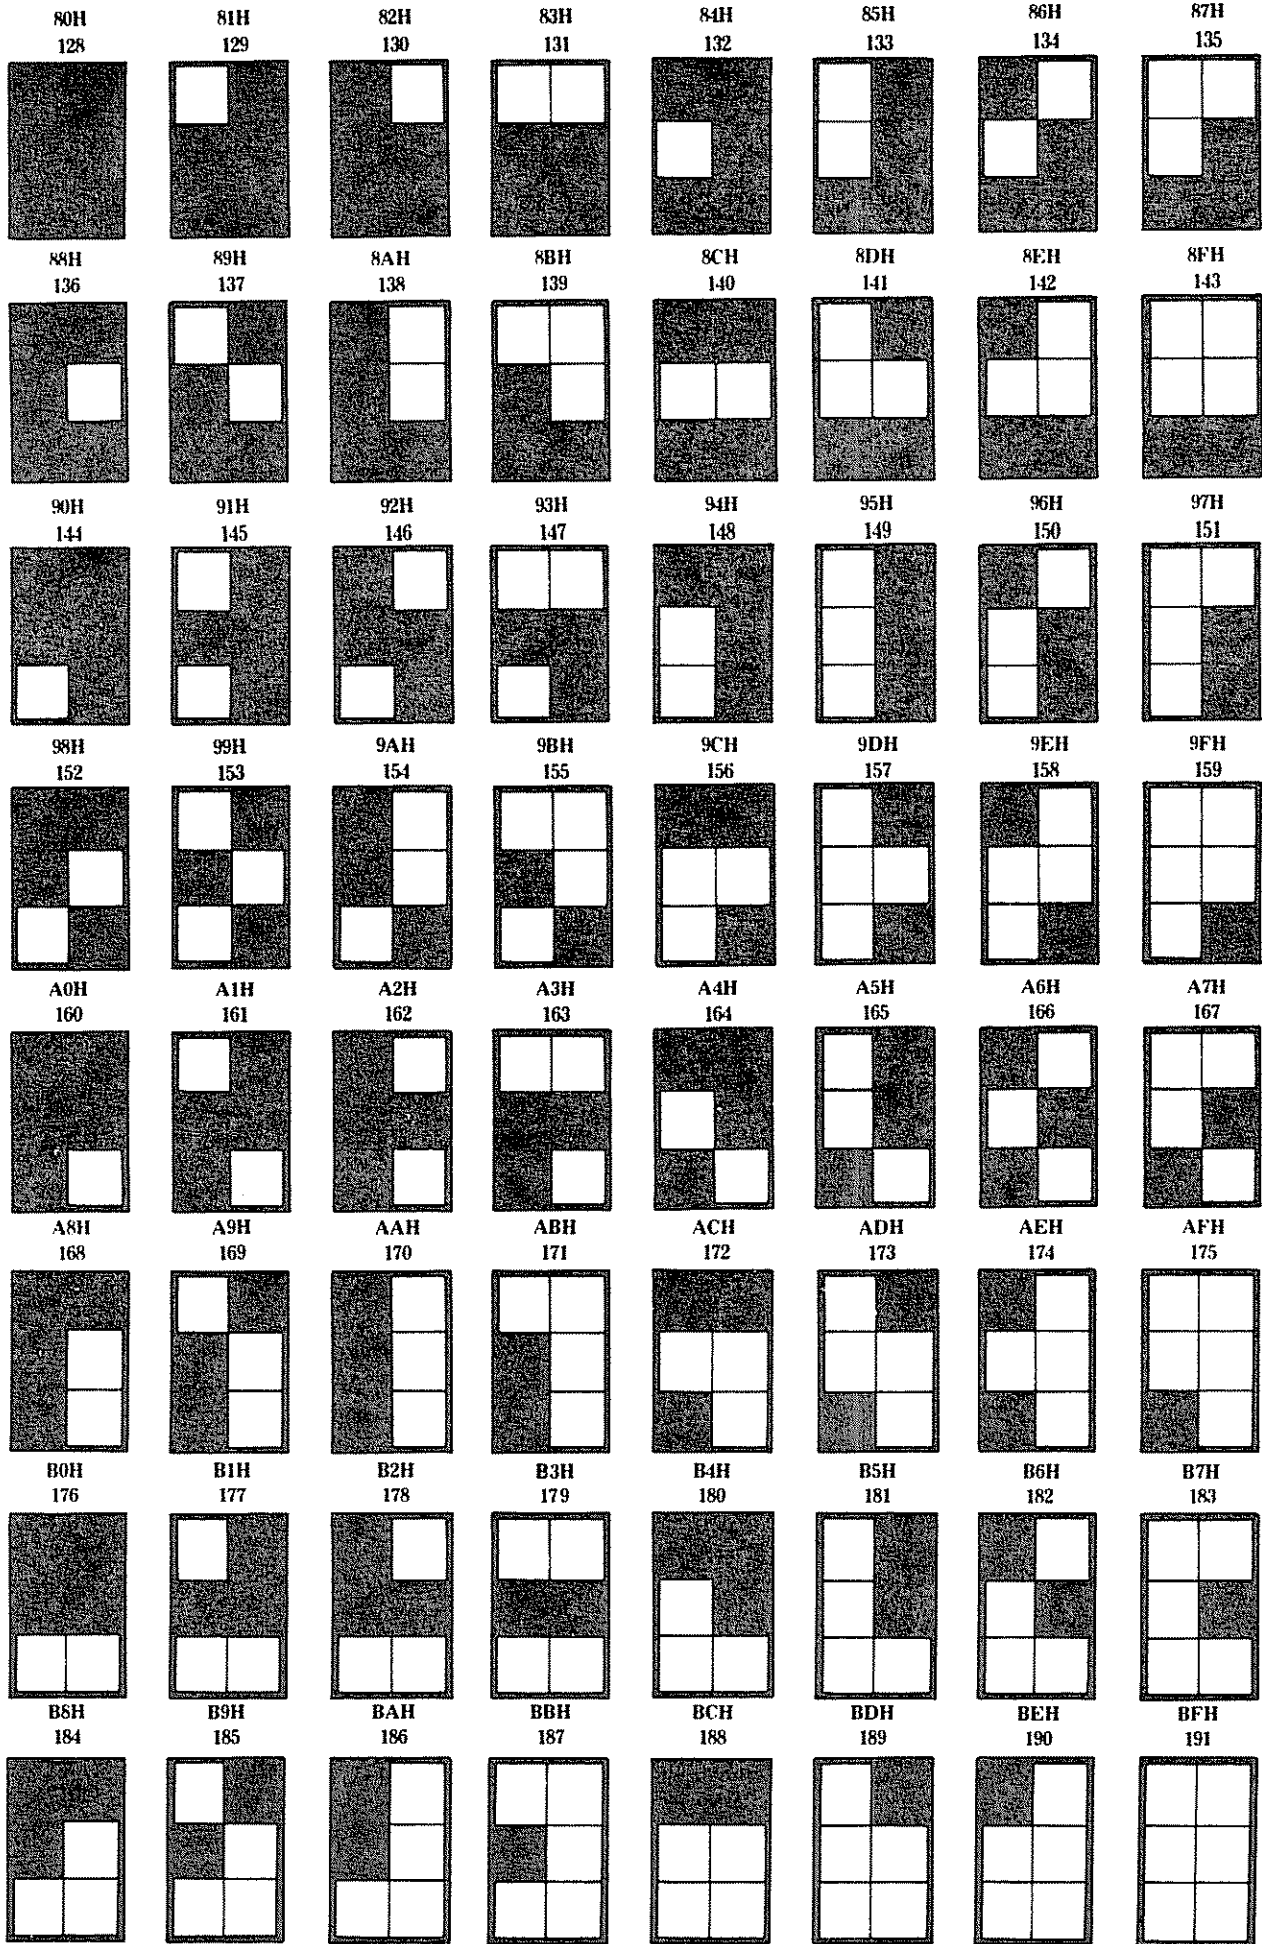 80H 81H 82H 83H 84H 85H 86H 87H
128 129 130 131 132 133 134 135
88H 89H 8AH 8BH 8CH 8DH 8EH 8FH
136 137 138 139 140 141 142 143
90H 91H 92H 93H 94H 95H 96H 97H
144 145 146 147 148 149 150 151
98H 99H 9AH 9BH 9CH 9DH 9EH 9FH
152 153 154 155 156 157 158 159
A0H A1H A2H A3H A4H A5H A6H A7H
160 161 162 163 164 165 166 167
A8H A9H AAH ABH ACH ADH AEH AFH
168 169 170 171 172 173 174 175
B0H B1H B2H B3H B4H B5H B6H B7H
176 177 178 179 180 181 182 183
B8H B9H BAH BBH BCH BDH BEH BFH
184 185 186 187 188 189 190 191